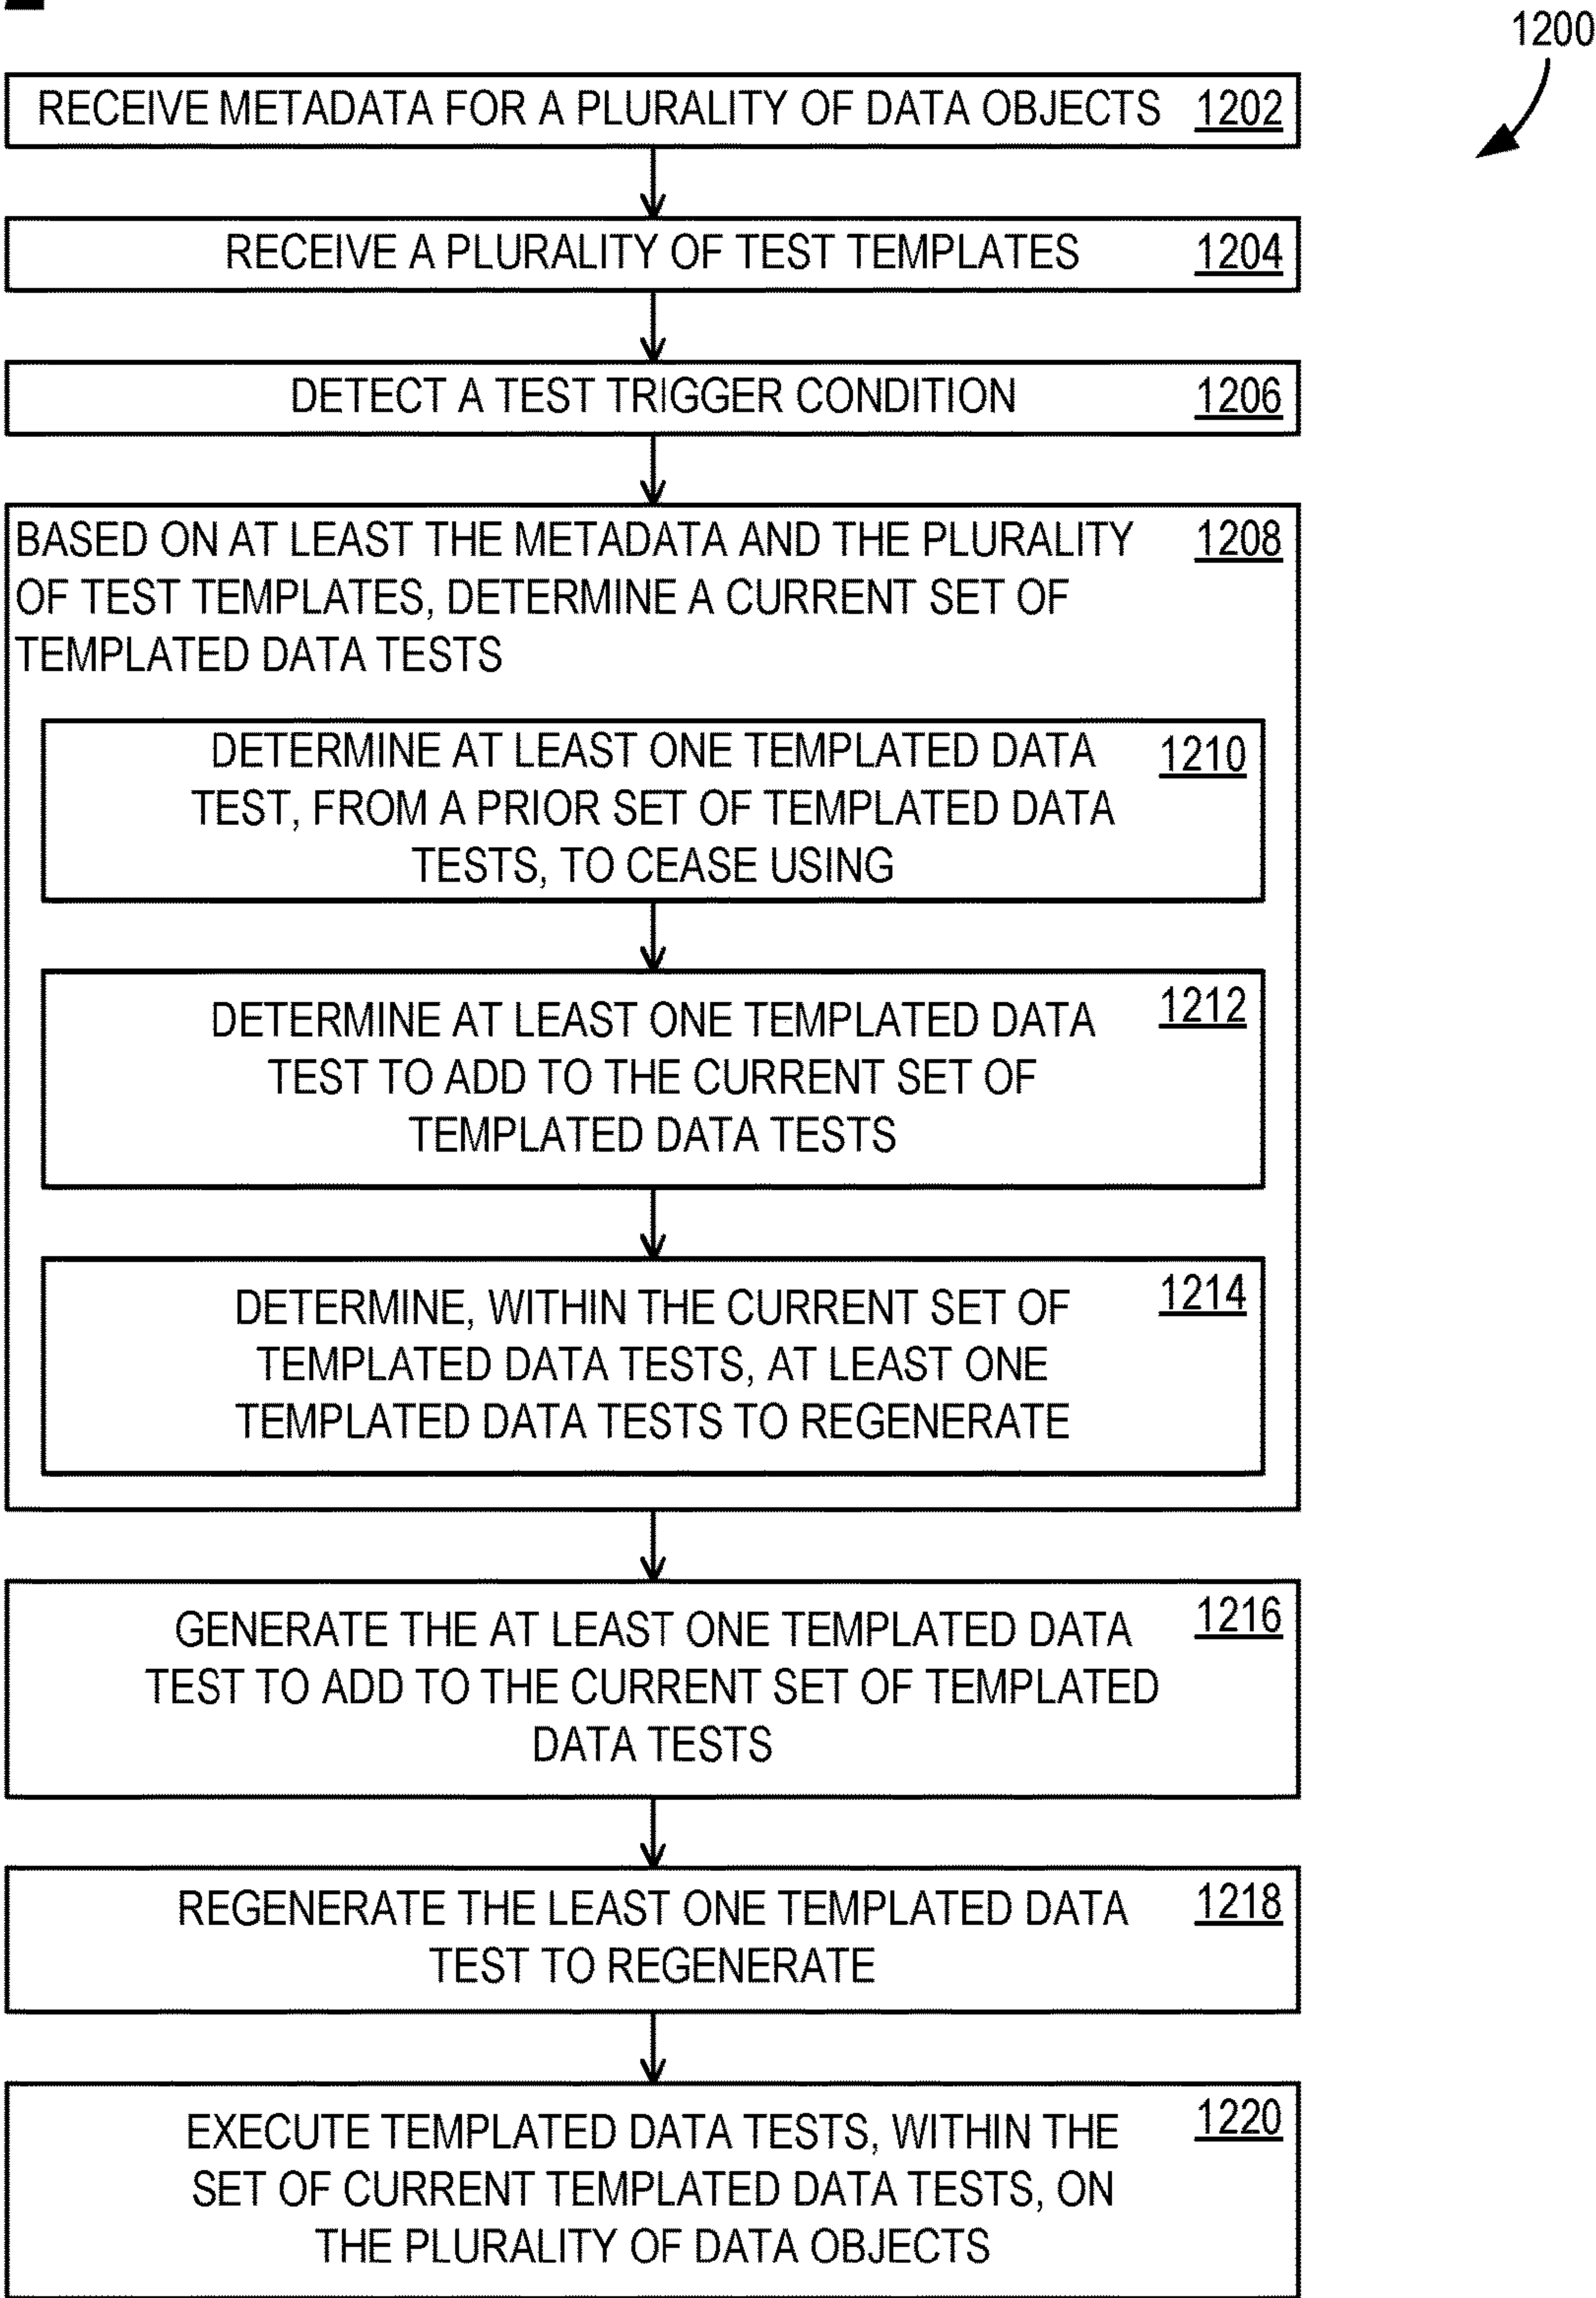 1200
RECEIVE METADATA FOR A PLURALITY OF DATA OBJECTS 1202
RECEIVE A PLURALITY OF TEST TEMPLATES 1204
DETECT A TEST TRIGGER CONDITION 1206
BASED ON AT LEAST THE METADATA AND THE PLURALITY 1208
OF TEST TEMPLATES, DETERMINE A CURRENT SET OF
TEMPLATED DATA TESTS
DETERMINE AT LEAST ONE TEMPLATED DATA 1210
TEST, FROM A PRIOR SET OF TEMPLATED DATA
TESTS, TO CEASE USING
DETERMINE AT LEAST ONE TEMPLATED DATA 1212
TEST TO ADD TO THE CURRENT SET OF
TEMPLATED DATA TESTS
DETERMINE, WITHIN THE CURRENT SET OF 1214
TEMPLATED DATA TESTS, AT LEAST ONE
TEMPLATED DATA TESTS TO REGENERATE
GENERATE THE AT LEAST ONE TEMPLATED DATA 1216
TEST TO ADD TO THE CURRENT SET OF TEMPLATED
DATA TESTS
REGENERATE THE LEAST ONE TEMPLATED DATA 1218
TEST TO REGENERATE
EXECUTE TEMPLATED DATA TESTS, WITHIN THE 1220
SET OF CURRENT TEMPLATED DATA TESTS, ON
THE PLURALITY OF DATA OBJECTS